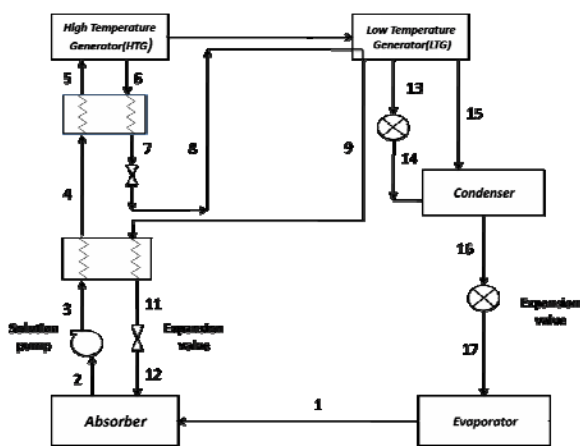 High Temperature
Generator(HTG)
Low Temperature
Generator(LTG)
5
6
13
15
7
8
9
14
4
Condenser
16
3
11
Solution
pump
Expansion
valve
Expansion
valve
17
2
12
1
Absorber
Evaporator